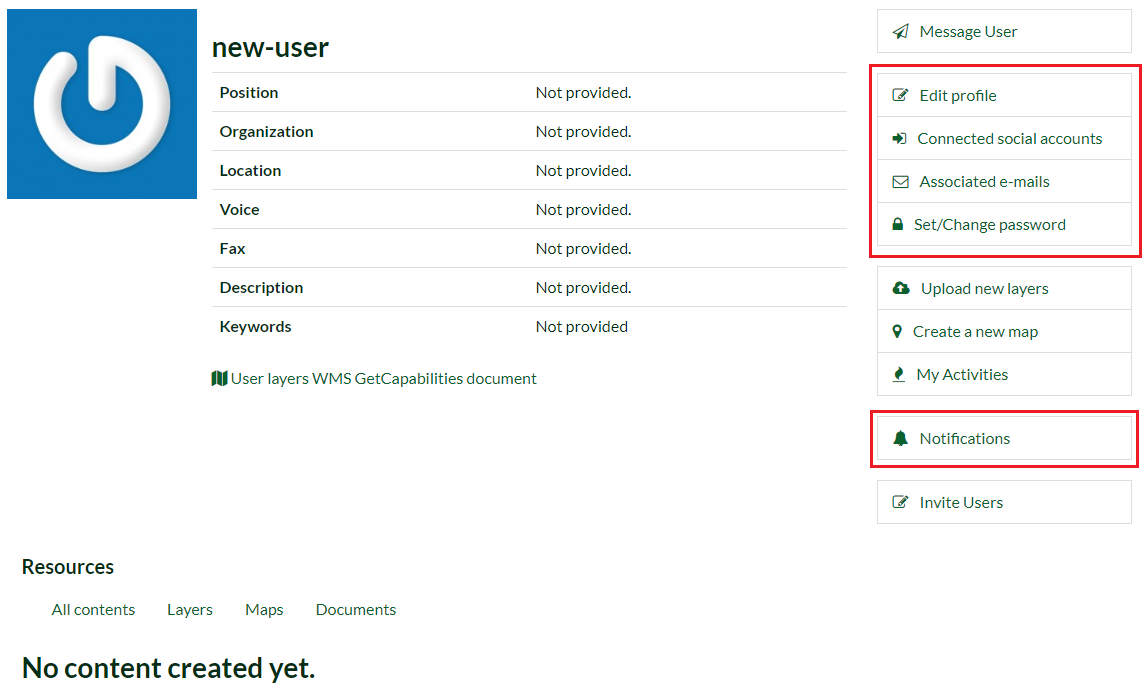 new-user
Position Not provided.
Organization Not provided.
Location Not provided.
Voice Not provided.
Fax Not provided.
Description Not provided.
Keywords Not provided
User layers WMS GetCapabilities document
Message User
Edit profile
Connected social accounts
Associated e-mails
Set/Change password
Upload new layers
Create a new map
My Activities
Notifications
Invite Users
Resources
All contents Layers Maps Documents
No content created yet.